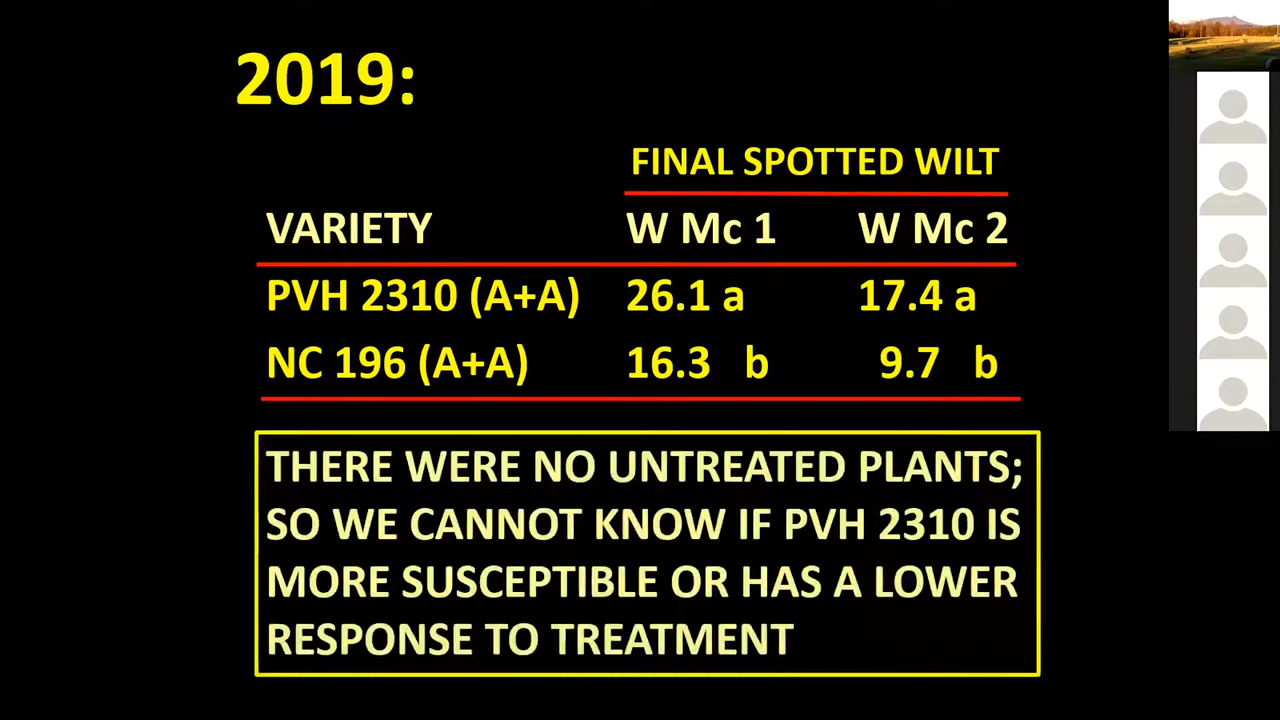 2019:
FINAL SPOTTED WILT
VARIETY W Mc 1 W Mc 2
PVH 2310 (A+A) 26.1 a 17.4 a
NC 196 (A+A) 16.3 b 9.7 b
THERE WERE NO UNTREATED PLANTS;
SO WE CANNOT KNOW IF PVH 2310 IS
MORE SUSCEPTIBLE OR HAS A LOWER
RESPONSE TO TREATMENT